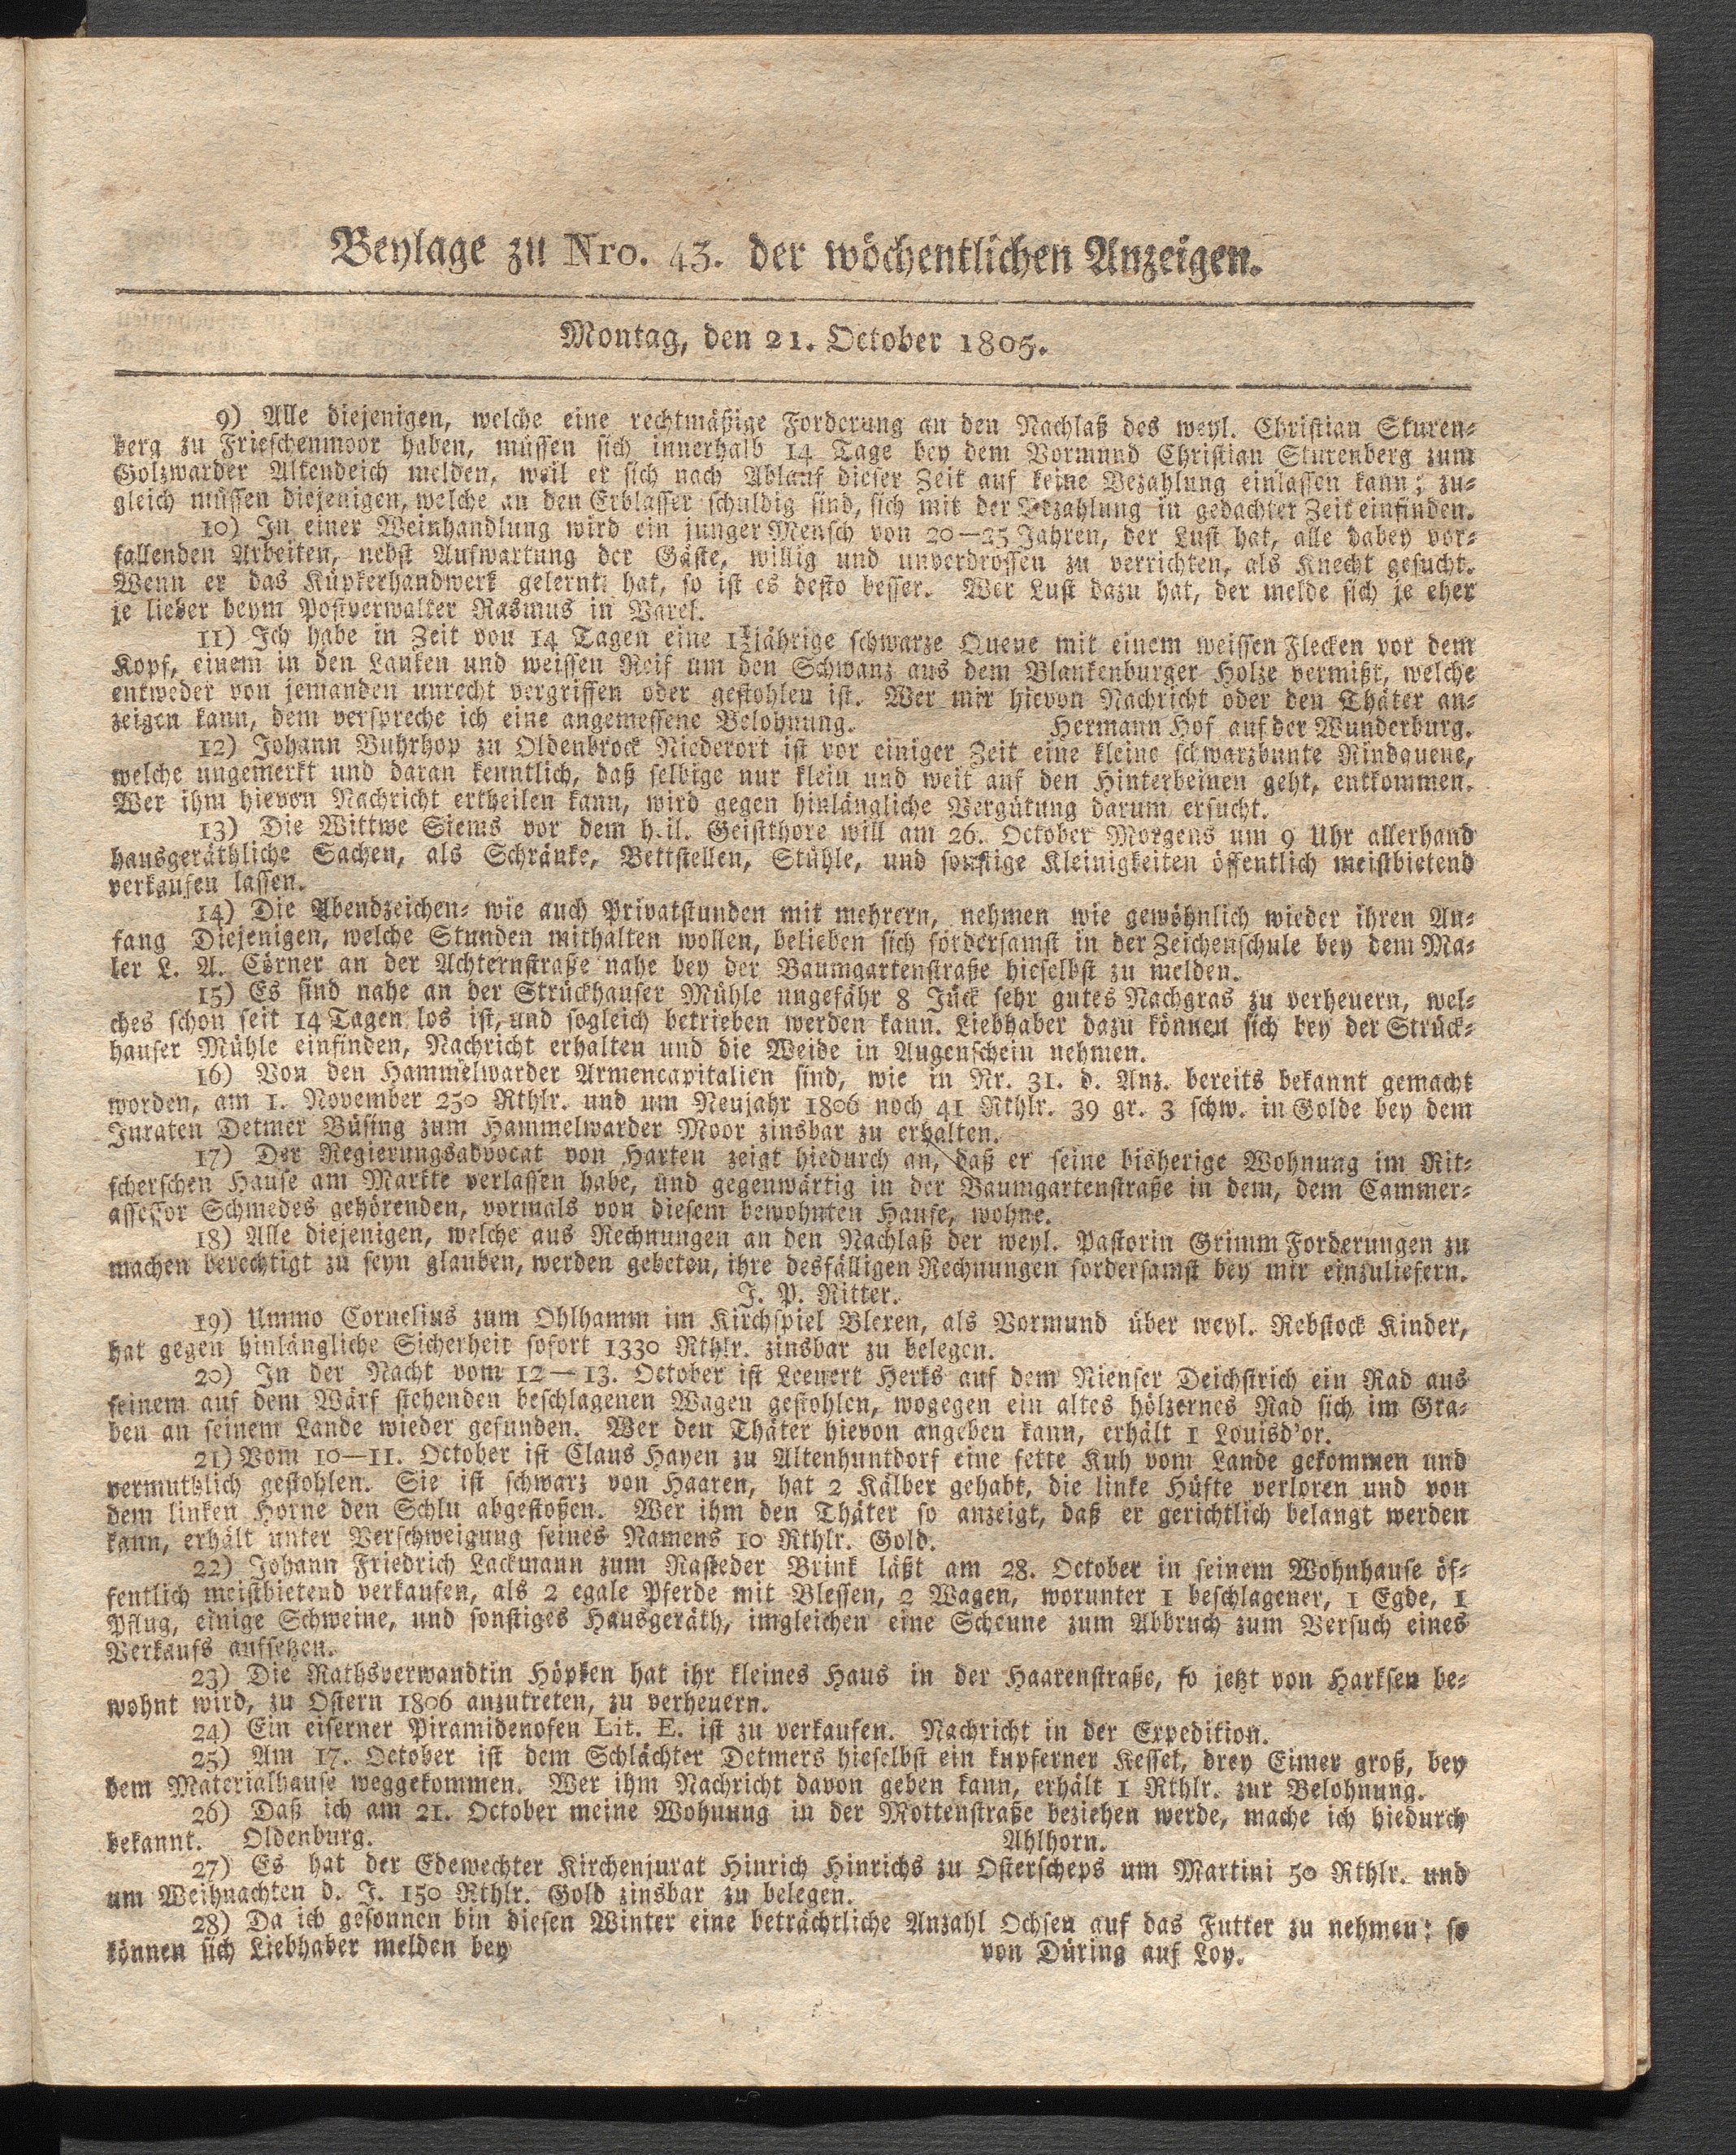 Beylage zu Nro. 43. der wöchentlichen Anzeigen.
Montag, den 21. October 1805.
9) Alle diejenigen, welche eine rechtmäßige Forderung an den Nachlaß des weyl. Christian Sturen-
berg zu Frieschenmoor haben, müssen sich innerhalb 14 Tage bey dem Vormund Christian Sturenberg zum
Golzwarder Altendeich melden, weil er sich nach Ablauf dieser Zeit auf keine Bezahlung einlassen kann; zu-
gleich müssen diejenigen, welche an den Erblasser schuldig sind, sich mit der Bezahlung in gedachter Zeit einfinden.
10) In einer Weinhandlung wird ein junger Mensch von 20—25 Jahren, der Lust hat, alle dabey vor-
fallenden Arbeiten, nebst Aufwartung der Gäste, willig und unverdrossen zu verrichten, als Knecht gesucht.
Wenn er das Küpkerhandwerk gelernt hat, so ist es desto besser. Wer Lust dazu hat, der melde sich je eher
je lieber beym Postverwalter Rasmus in Varel.
11) Ich habe in Zeit von 14 Tagen eine 1½jährige schwarze Quene mit einem weissen Flecken vor dem
Kopf, einem in den Lanken und weissen Reif um den Schwanz aus dem Blankenburger Holze vermißt, welche
entweder von jemanden unrecht vergriffen oder gestohlen ist. Wer mir hievon Nachricht oder den Thäter an-
zeigen kann, dem verspreche ich eine angemessene Belohnung. Hermann Hof auf der Wunderburg.
12) Johann Buhrhop zu Oldenbrock Niederort ist vor einiger Zeit eine kleine schwarzbunte Rindquene,
welche ungemerkt und daran kenntlich, daß selbige nur klein und weit auf den Hinterbeinen geht, entkommen.
Wer ihm hievon Nachricht ertheilen kann, wird gegen hinlängliche Vergütung darum ersucht.
13) Die Wittwe Siems vor dem h.il. Geistthore will am 26. October Morgens um 9 Uhr allerhand
hausgeräthliche Sachen, als Schränke, Bettstellen, Stühle, und sonstige Kleinigkeiten öffentlich meistbietend
verkaufen lassen.
14) Die Abendzeichen- wie auch Privatstunden mit mehrern, nehmen wie gewöhnlich wieder ihren An-
fang Diejenigen, welche Stunden mithalten wollen, belieben sich fördersamst in der Zeichenschule bey dem Ma-
ler L. A. Cörner an der Achternstraße nahe bey der Baumgartenstraße hieselbst zu melden.
15) Es sind nahe an der Strückhauser Mühle ungefähr 8 Jück sehr gutes Nachgras zu verheuern, wel-
ches schon seit 14 Tagen los ist, und sogleich betrieben werden kann. Liebhaber dazu können sich bey der Strück-
hauser Mühle einfinden, Nachricht erhalten und die Weide in Augenschein nehmen.
16) Von den Hammelwarder Armencapitalien sind, wie in Nr. 31. d. Anz. bereits bekannt gemacht
worden, am 1. November 250 Rthlr. und um Neujahr 1806 noch 41 Rthlr. 39 gr. 3 schw. in Golde bey dem
Juraten Detmer Büsing zum Hammelwarder Moor zinsbar zu erhalten.
17) Der Regierungsadvocat von Harten zeigt hiedurch an, daß er seine bisherige Wohnung im Rit-
scherschen Hause am Markte verlassen habe, und gegenwärtig in der Baumgartenstraße in dem, dem Cammer-
assessor Schmedes gehörenden, vormals von diesem bewohnten Hause, wohne.
18) Alle diejenigen, welche aus Rechnungen an den Nachlaß der weyl. Pastorin Grimm Forderungen zu
machen berechtigt zu seyn glauben, werden gebeten, ihre desfälligen Rechnungen fordersamst bey mir einzuliefern.
J. P. Ritter.
19) Ummo Cornelius zum Ohlhamm im Kirchspiel Blexen, als Vormund über weyl. Rebstock Kinder,
hat gegen hinlängliche Sicherheit sofort 1330 Rthlr. zinsbar zu belegen.
20) In der Nacht vom 12—13. October ist Leenert Herks auf dem Nienser Deichstrich ein Rad aus
seinem auf dem Wärf stehenden beschlagenen Wagen gestohlen, wogegen ein altes hölzernes Rad sich im Gra-
ben an seinem Lande wieder gefunden. Wer den Thäter hievon angeben kann, erhält 1 Louisd'or.
21) Vom 10—11. October ist Claus Hayen zu Altenhuntdorf eine fette Kuh vom Lande gekommen und
vermuthlich gestohlen. Sie ist schwarz von Haaren, hat 2 Kälber gehabt, die linke Hüfte verloren und von
dem linken Horne den Schlu abgestoßen. Wer ihm den Thäter so anzeigt, daß er gerichtlich belangt werden
kann, erhält unter Verschweigung seines Namens 10 Rthlr. Gold.
22) Johann Friedrich Lackmann zum Rasteder Brink läßt am 28. October in seinem Wohnhause öf-
fentlich meistbietend verkaufen, als 2 egale Pferde mit Blessen, 2 Wagen, worunter 1 beschlagener, 1 Egde, 1
Pflug, einige Schweine, und sonstiges Hausgeräth, imgleichen eine Scheune zum Abbruch zum Versuch eines
Verkaufs aufsetzen.
23) Die Rathsverwandtin Höpken hat ihr kleines Haus in der Haarenstraße, so jetzt von Harksen be-
wohnt wird, zu Ostern 1806 anzutreten, zu verheuern.
24) Ein eiserner Piramidenofen Lit. E. ist zu verkaufen. Nachricht in der Expedition.
25) Am 17. October ist dem Schlächter Detmers hieselbst ein kupferner Kessel, drey Eimer groß, bey
dem Materialhause weggekommen. Wer ihm Nachricht davon geben kann, erhält 1 Rthlr. zur Belohnung.
26) Daß ich am 21. October meine Wohnung in der Mottenstraße beziehen werde, mache ich hiedurch
bekannt. Oldenburg. Ahlhorn.
27) Es hat der Edewechter Kirchenjurat Hinrich Hinrichs zu Osterscheps um Martini 50 Rthlr. und
um Weihnachten d. J. 150 Rthlr. Gold zinsbar zu belegen.
28) Da ich gesonnen bin diesen Winter eine beträchtliche Anzahl Ochsen auf das Futter zu nehmen: so
können sich Liebhaber melden bey von Düring auf Loy.